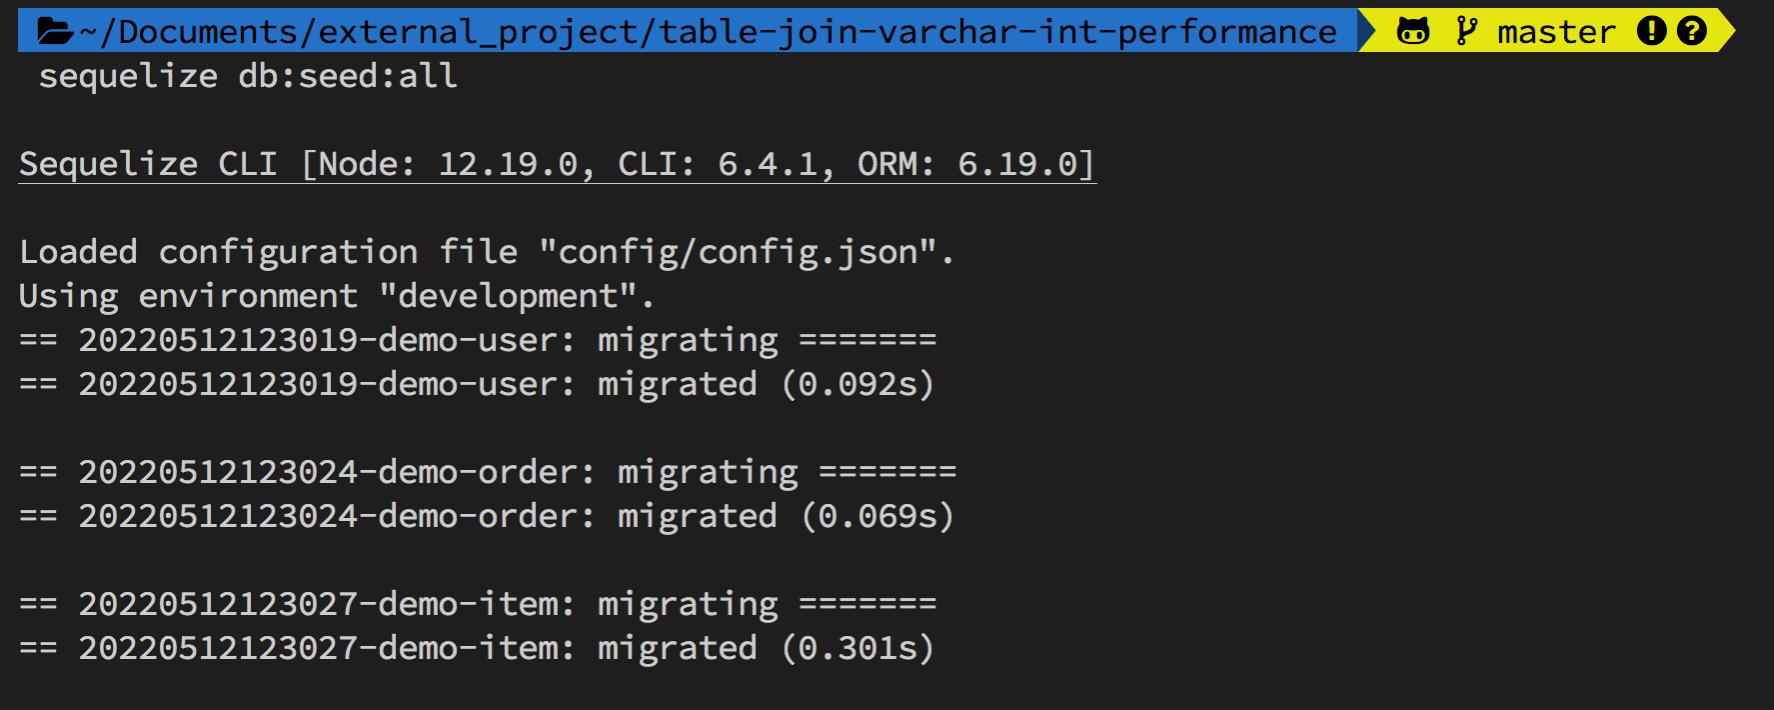 ~/Documents/external_project/table-join-varchar-int-performance master
sequelize db:seed:all
Sequelize CLI [Node: 12.19.0, CLI: 6.4.1, ORM: 6.19.0]
Loaded configuration file "config/config.json".
Using environment "development".
== 20220512123019-demo-user: migrating =======
== 20220512123019-demo-user: migrated (0.092s)
== 20220512123024-demo-order: migrating =======
== 20220512123024-demo-order: migrated (0.069s)
== 20220512123027-demo-item: migrating =======
== 20220512123027-demo-item: migrated (0.301s)